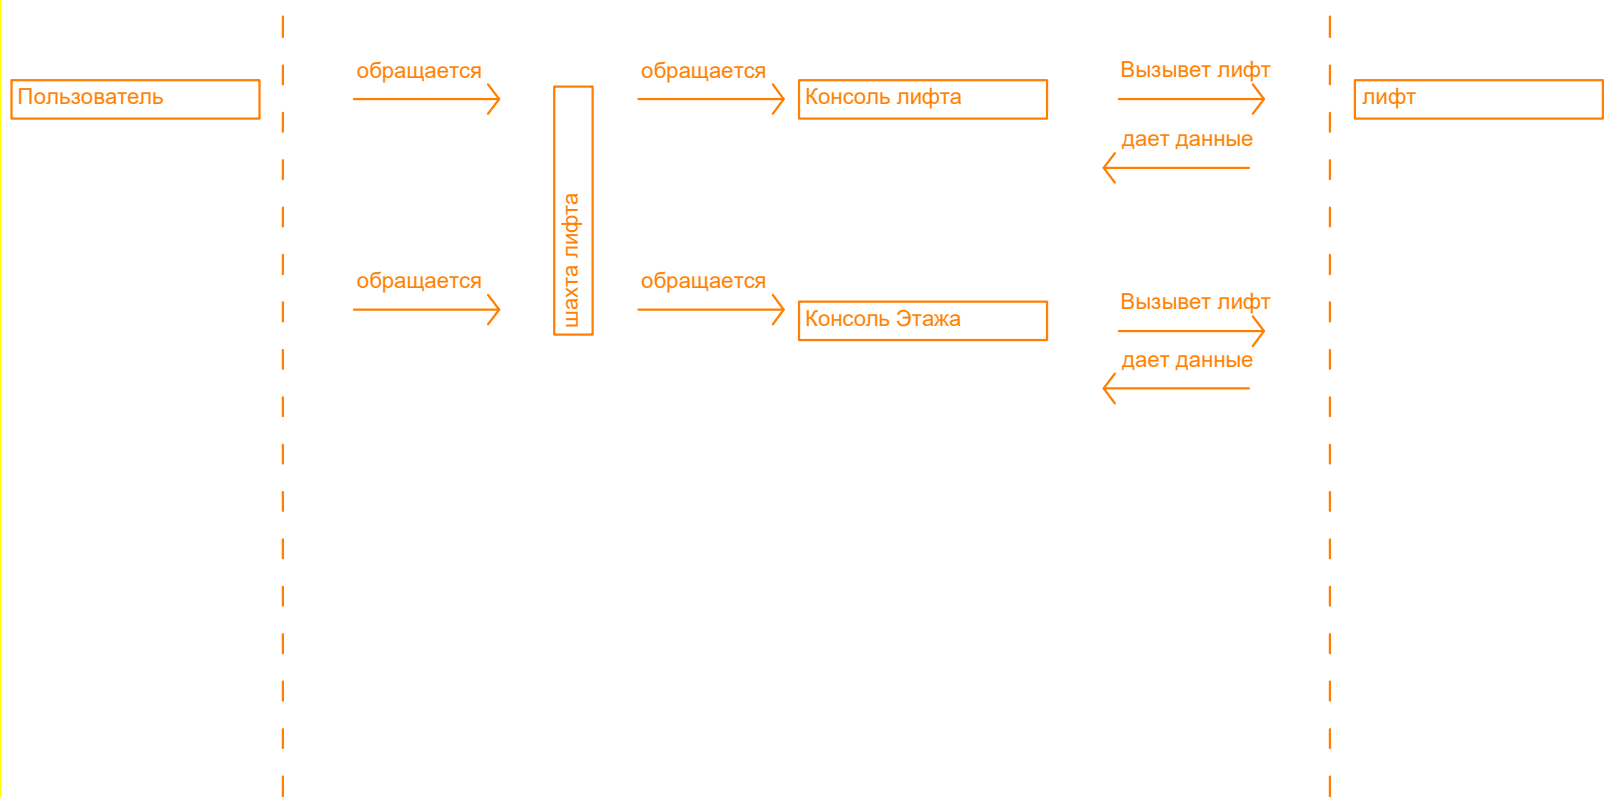 обращается
обращается
Вызывет лифт
Пользователь
Консоль лифта
лифт
дает данные
шахта лифта
обращается
обращается
Вызывет лифт
Консоль Этажа
дает данные